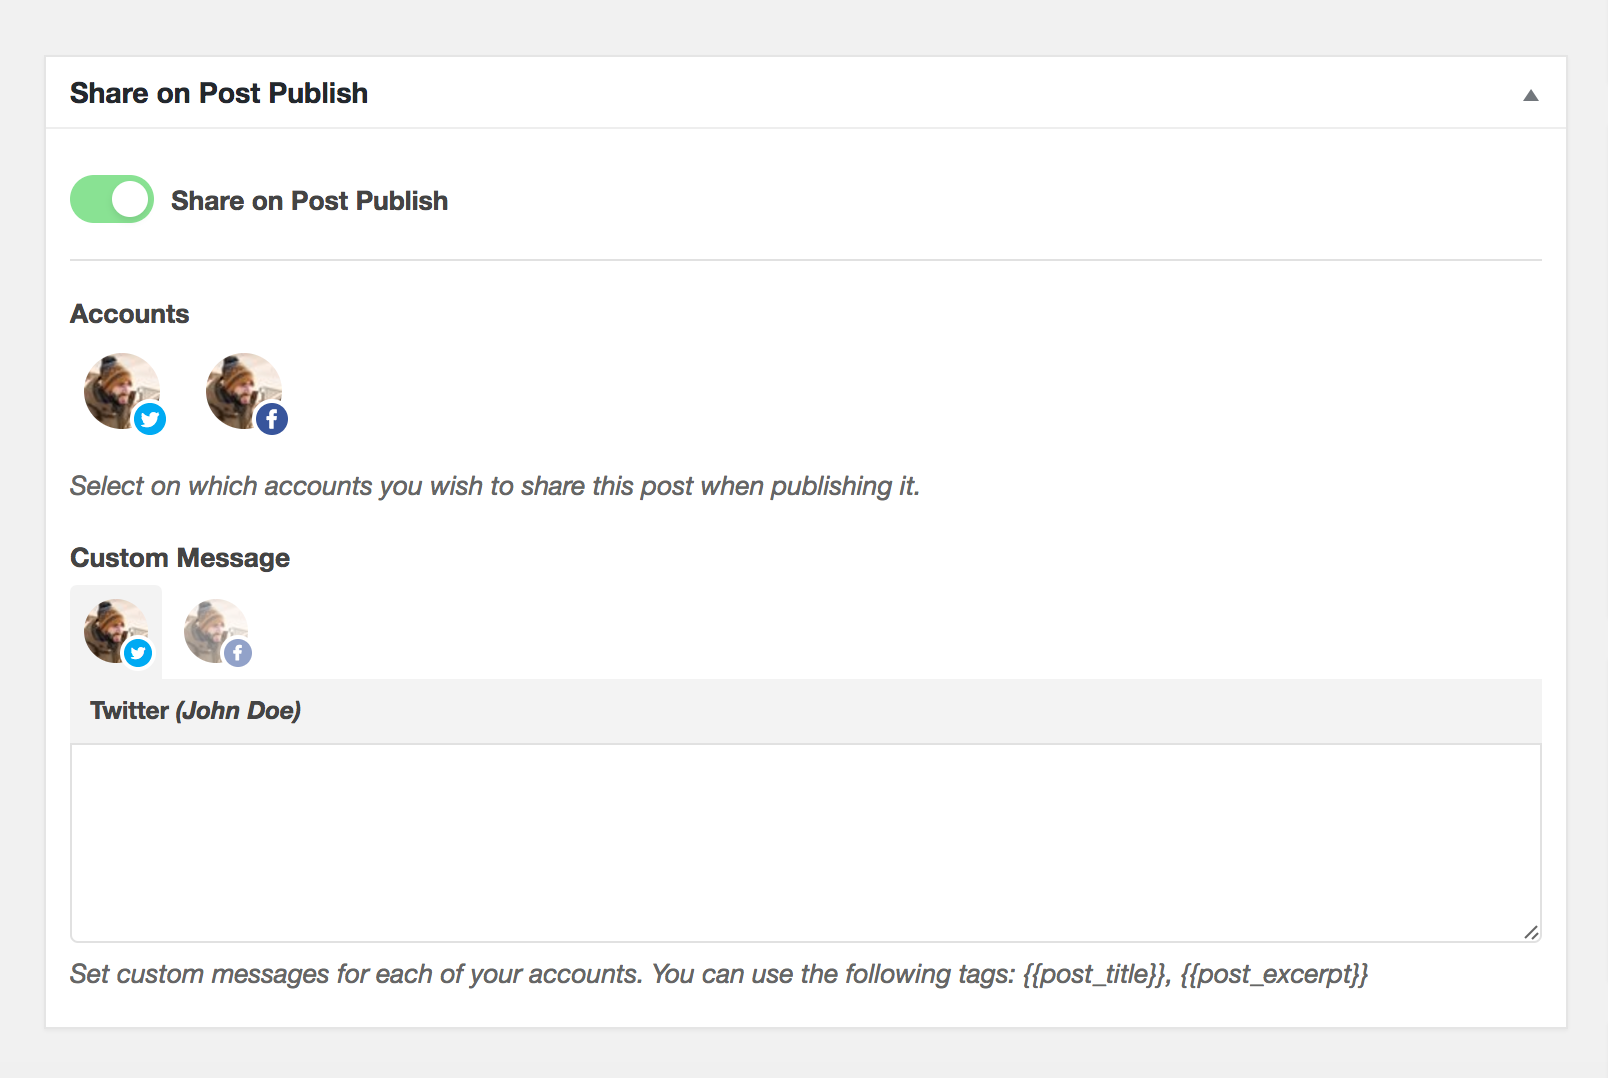 Share on Post Publish
Share on Post Publish
Accounts
Select on which accounts you wish to share this post when publishing it.
Custom Message
Twitter (John Doe)
Set custom messages for each of your accounts. You can use the following tags: {{post_title}}, {{post_excerpt}}